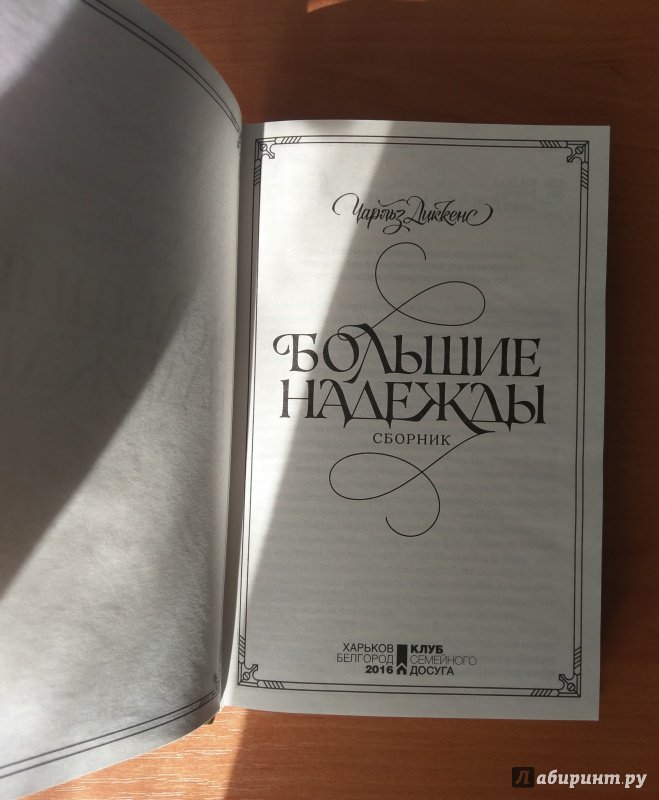 Чарльз Диккенс
БОЛЬШИЕ
НАДЕЖДЫ
СБОРНИК
ХАРЬКОВ
БЕЛГОРОД
2016
КЛУБ
СЕМЕЙНОГО
ДОСУГА
Лабиринт.ру